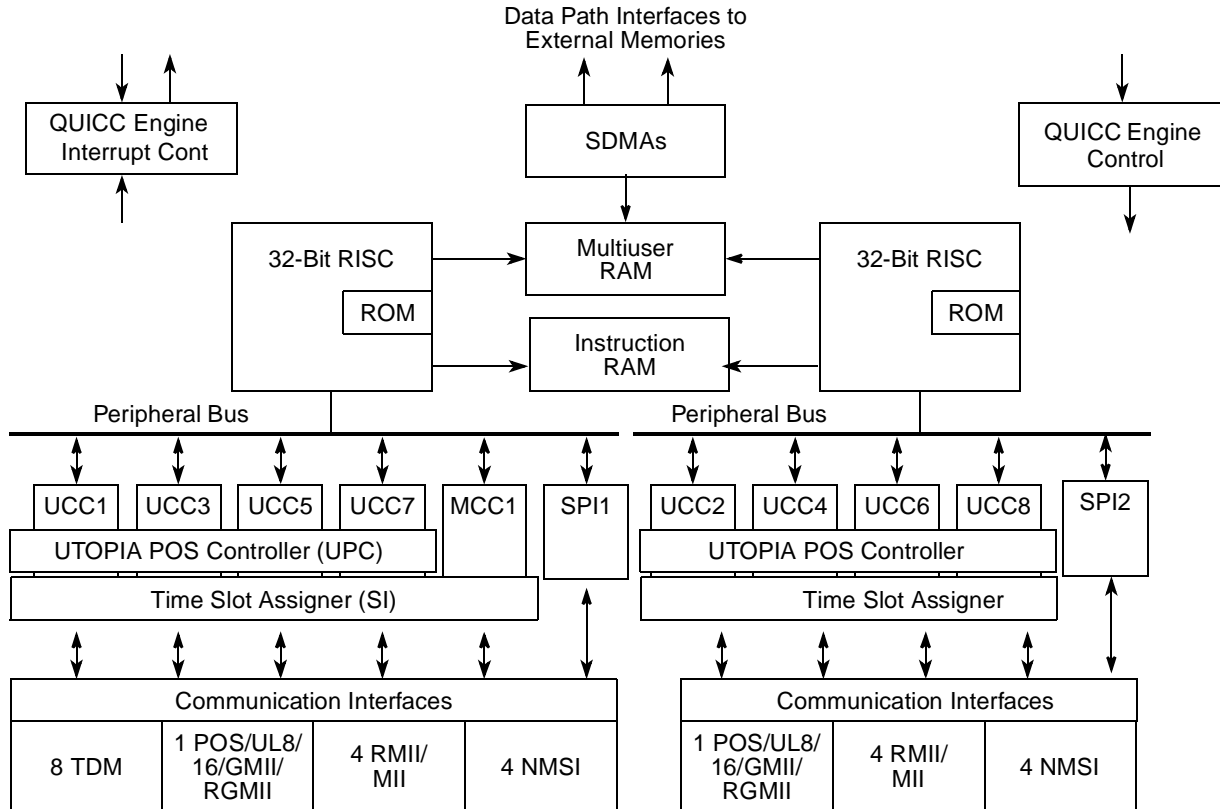 Data Path Interfaces to
External Memories
QUICC Engine
Interrupt Cont
SDMAs
QUICC Engine
Control
32-Bit RISC
ROM
Multiuser
RAM
Instruction
RAM
32-Bit RISC
ROM
Peripheral Bus
Peripheral Bus
UCC1
UCC3
UCC5
UCC7
MCC1
SPI1
UCC2
UCC4
UCC6
UCC8
SPI2
UTOPIA POS Controller (UPC)
UTOPIA POS Controller
Time Slot Assigner (SI)
Time Slot Assigner
Communication Interfaces
8 TDM
1 POS/UL8/
16/GMII/
RGMII
4 RMII/
MII
4 NMSI
Communication Interfaces
1 POS/UL8/
16/GMII/
RGMII
4 RMII/
MII
4 NMSI